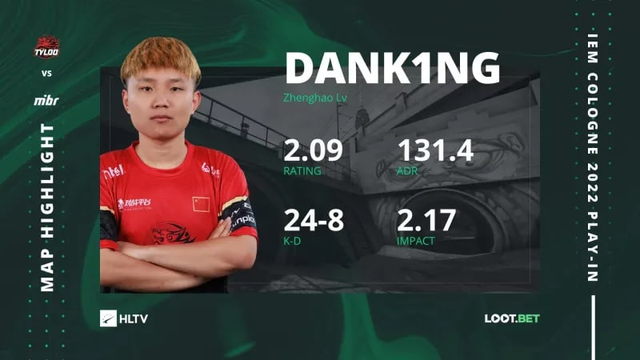 TYLOO
vs
mibr
MAP HIGHLIGHT
DANK1NG
Zhenghao Lv
2.09
RATING
131.4
ADR
24-8
K-D
2.17
IMPACT
HLTV
LOOT.BET
IEM COLOGNE 2022 PLAY-IN